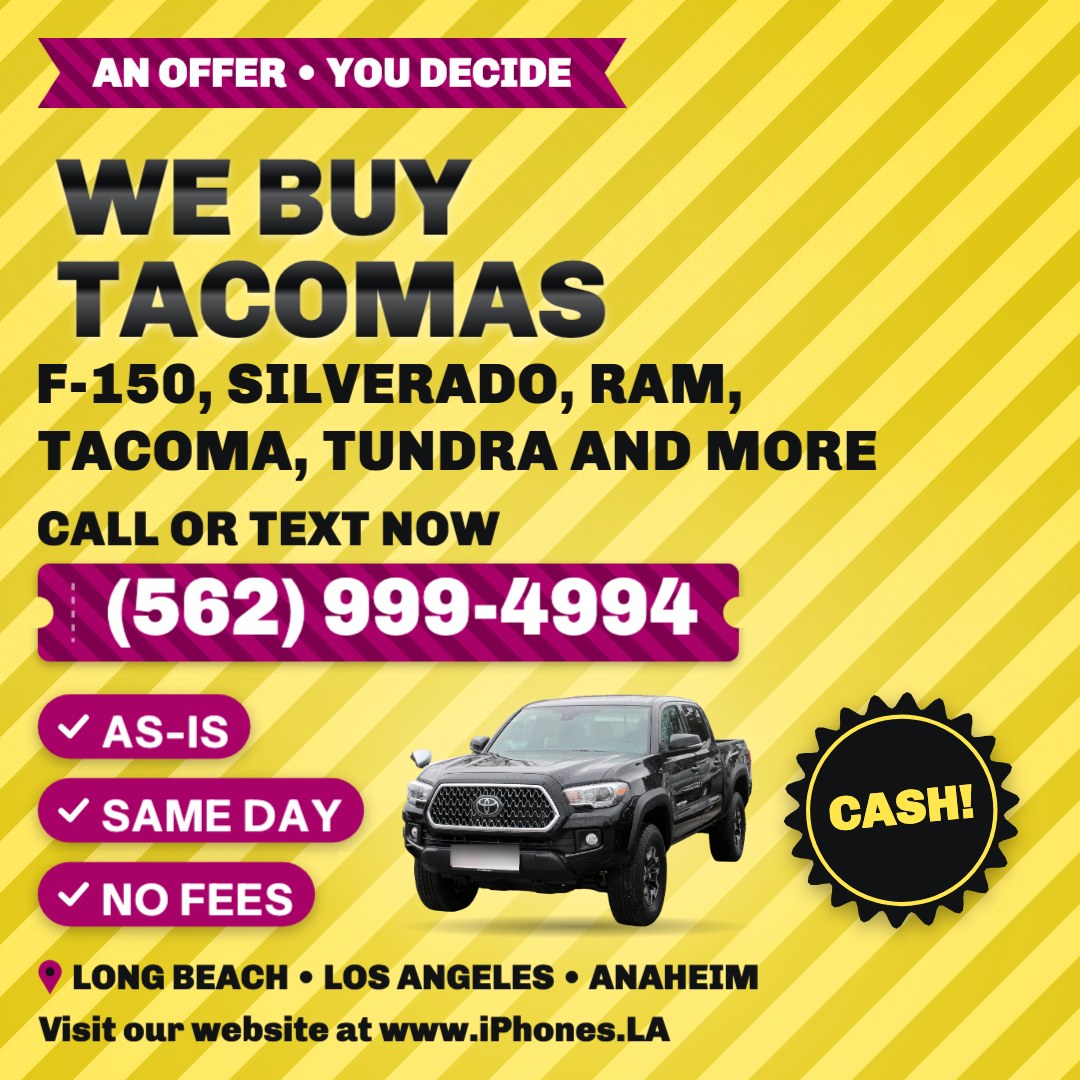 AN OFFER • YOU DECIDE
WE BUY
TACOMAS
F-150, SILVERADO, RAM,
TACOMA, TUNDRA AND MORE
CALL OR TEXT NOW
(562) 999-4994
AS-IS
SAME DAY
NO FEES
CASH!
LONG BEACH • LOS ANGELES • ANAHEIM
Visit our website at www.iPhones.LA